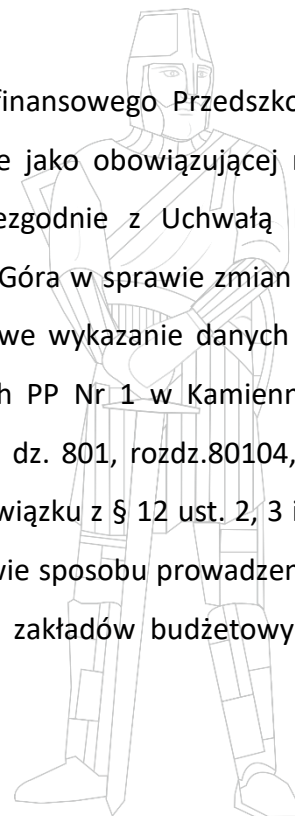 finansowego Przedszko
e jako obowiązującej r
ezgodnie z Uchwałą
Góra w sprawie zmian
we wykazanie danych
h PP Nr 1 w Kamienn
dz. 801, rozdz.80104,
wiązku z § 12 ust. 2, 3 i
wie sposobu prowadzen
zakładów budżetowy